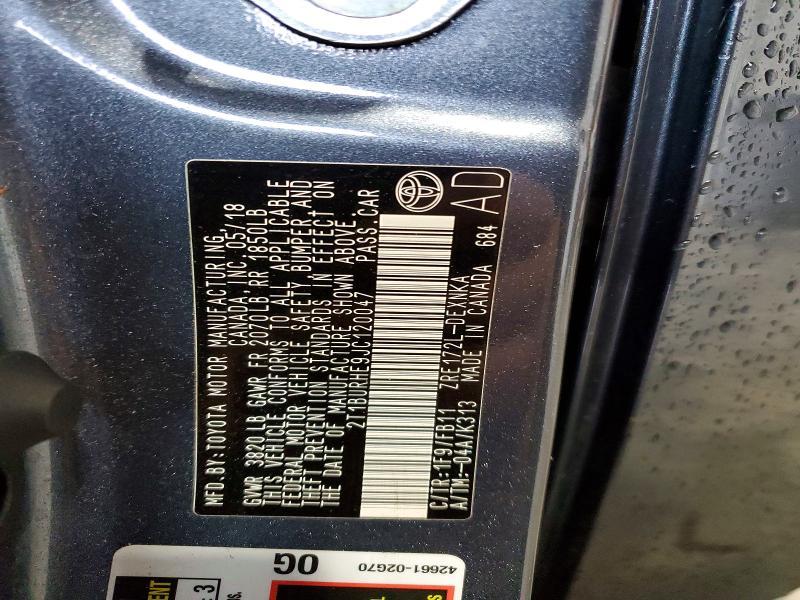 MFD.BY:TOYOTA MOTOR MANUFACTURING
CANADA, INC. 05/18
GVWR 3820LB GAWR FR 2070LB RR 1850LB
THIS VEHICLE CONFORMS TO ALL APPLICABLE
FEDERAL MOTOR VEHICLE SAFETY, BUMPER, AND
THEFT PREVENTION STANDARDS IN EFFECT ON
THE DATE OF MANUFACTURE SHOWN ABOVE.
2T1BURHE9JC120047 PASS.CAR
C/TR:1F9/FB11 ZRE172L-DEXNKA
A/TM:-04A/K313 MADE IN CANADA 684
AD
OG
42661-02G70